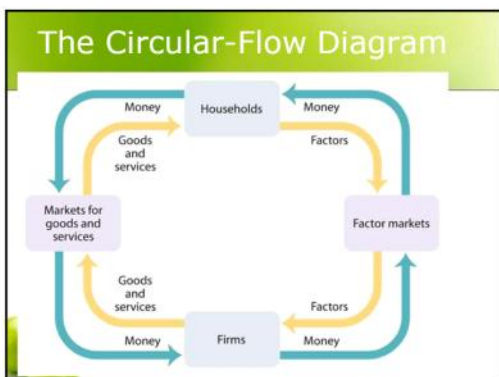 The Circular-Flow Diagram
Money
Households
Money
Goods
and
services
Factors
Markets for
goods and
services
Factor markets
Goods
and
services
Factors
Money
Firms
Money